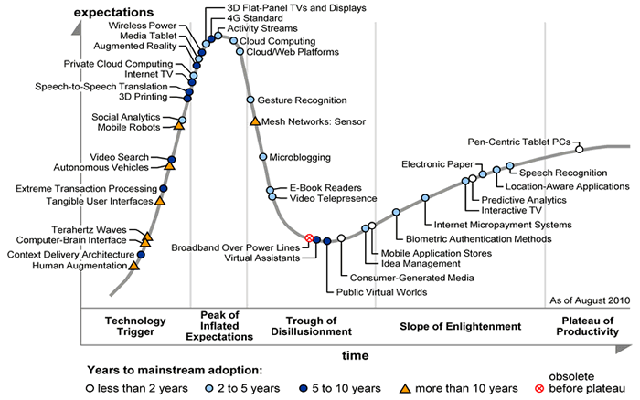 expectations
3D Flat-Panel TVs and Displays
4G Standard
Activity Streams
Wireless Power
Media Tablet
Augmented Reality
Cloud Computing
Cloud/Web Platforms
Private Cloud Computing
Internet TV
Speech-to-Speech Translation
3D Printing
Gesture Recognition
Social Analytics
Mobile Robots
Mesh Networks: Sensor
Pen-Centric Tablet PCs
Video Search
Autonomous Vehicles
Microblogging
Electronic Paper
Speech Recognition
Location-Aware Applications
Extreme Transaction Processing
Tangible User Interfaces
E-Book Readers
Video Telepresence
Predictive Analytics
Interactive TV
Internet Micropayment Systems
Terahertz Waves
Computer-Brain Interface
Biometric Authentication Methods
Context Delivery Architecture
Human Augmentation
Broadband Over Power Lines
Virtual Assistants
Mobile Application Stores
Idea Management
Consumer-Generated Media
Public Virtual Worlds
As of August 2010
Technology
Trigger
Peak of
Inflated
Expectations
Trough of
Disillusionment
Slope of Enlightenment
Plateau of
Productivity
time
Years to mainstream adoption:
less than 2 years
2 to 5 years
5 to 10 years
more than 10 years
obsolete
before plateau